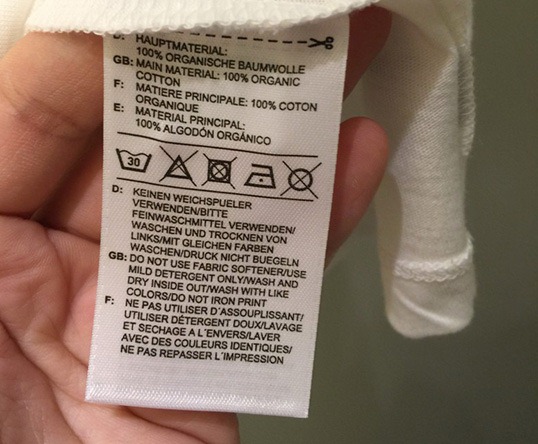 D: HAUPTMATERIAL:
100% ORGANISCHE BAUMWOLLE
GB: MAIN MATERIAL: 100% ORGANIC
COTTON
F: MATIERE PRINCIPALE: 100% COTON
ORGANIQUE
E: MATERIAL PRINCIPAL:
100% ALGODÓN ORGÁNICO
30
D: KEINEN WEICHSPUELER
VERWENDEN/BITTE
FEINWASCHMITTEL VERWENDEN/
WASCHEN UND TROCKNEN VON
LINKS/MIT GLEICHEN FARBEN
WASCHEN/DRUCK NICHT BUEGELN
GB: DO NOT USE FABRIC SOFTENER/USE
MILD DETERGENT ONLY/WASH AND
DRY INSIDE OUT/WASH WITH LIKE
COLORS/DO NOT IRON PRINT
F: NE PAS UTILISER D´ASSOUPLISSANT/
UTILISER DÉTERGENT DOUX/LAVAGE
ET SECHAGE A L´ENVERS/LAVER
AVEC DES COULEURS IDENTIQUES/
NE PAS REPASSER L´IMPRESSION